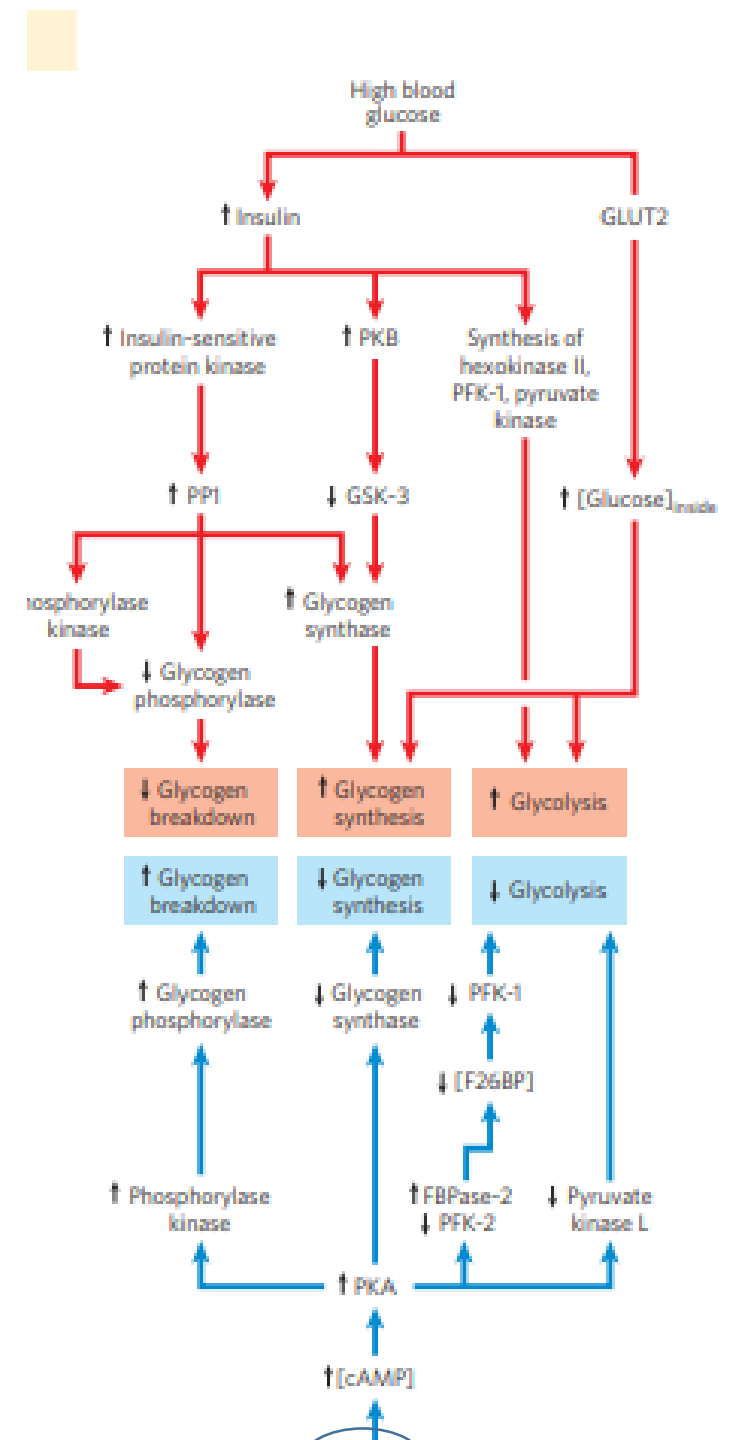 High blood
glucose
↑ Insulin
GLUT2
↑ Insulin-sensitive
protein kinase
↑ PKB
Synthesis of
hexokinase II,
PFK-1, pyruvate
kinase
↑ PP1
↓ GSK-3
↑ [Glucose]inside
hosphorylase
kinase
↑ Glycogen
synthase
↓ Glycogen
phosphorylase
↓ Glycogen
breakdown
↑ Glycogen
synthesis
↑ Glycolysis
↑ Glycogen
breakdown
↓ Glycogen
synthesis
↓ Glycolysis
↑ Glycogen
phosphorylase
↓ Glycogen
synthase
↓ PFK-1
↓ [F26BP]
↑ Phosphorylase
kinase
↑ FBPase-2
↓ PFK-2
↓ Pyruvate
kinase L
↑ PKA
↑ [cAMP]